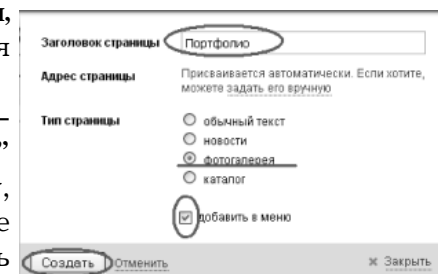 Заголовок страницы Портфолио
Адрес страницы Присваивается автоматически. Если хотите,
можете задать его вручную
Тип страницы обычный текст
новости
фотогалерея
каталог
добавить в меню
Создать Отменить × Закрыть